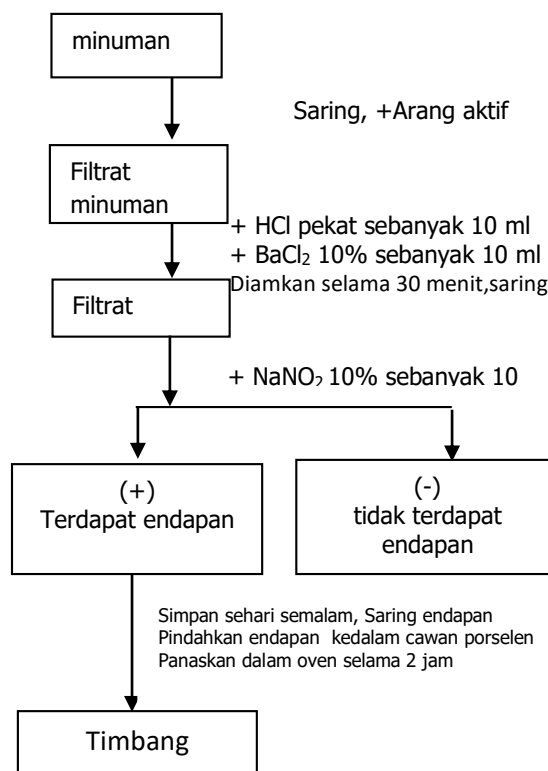 minuman
Saring, +Arang aktif
Filtrat
minuman
+ HCl pekat sebanyak 10 ml
+ BaCl₂ 10% sebanyak 10 ml
Diamkan selama 30 menit,saring
Filtrat
+ NaNO₂ 10% sebanyak 10
(+)
Terdapat endapan
(-)
tidak terdapat
endapan
Simpan sehari semalam, Saring endapan
Pindahkan endapan kedalam cawan porselen
Panaskan dalam oven selama 2 jam
Timbang